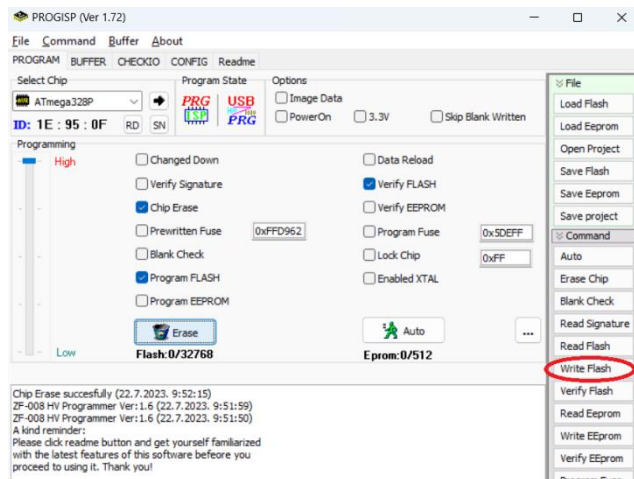 PROGISP (Ver 1.72)
File Command Buffer About
PROGRAM BUFFER CHECKIO CONFIG Readme
Select Chip
ATmega328P
ID: 1E : 95 : 0F RD SN
Program State
PRG ISP
USB PRG
Options
Image Data
PowerOn 3.3V Skip Blank Written
Programming
High
Low
Changed Down
Verify Signature
Chip Erase
Prewritten Fuse 0xFFD962
Blank Check
Program FLASH
Program EEPROM
Data Reload
Verify FLASH
Verify EEPROM
Program Fuse 0x5DEFF
Lock Chip 0xFF
Enabled XTAL
Erase
Auto
...
Flash:0/32768
Eprom:0/512
Chip Erase succesfully (22.7.2023. 9:52:15)
ZF-008 HV Programmer Ver:1.6 (22.7.2023. 9:51:59)
ZF-008 HV Programmer Ver:1.6 (22.7.2023. 9:51:50)
A kind reminder:
Please click readme button and get yourself familiarized
with the latest features of this software befeore you
proceed to using it. Thank you!
File
Load Flash
Load Eeprom
Open Project
Save Flash
Save Eeprom
Save project
Command
Auto
Erase Chip
Blank Check
Read Signature
Read Flash
Write Flash
Verify Flash
Read Eeprom
Write EEprom
Verify EEprom